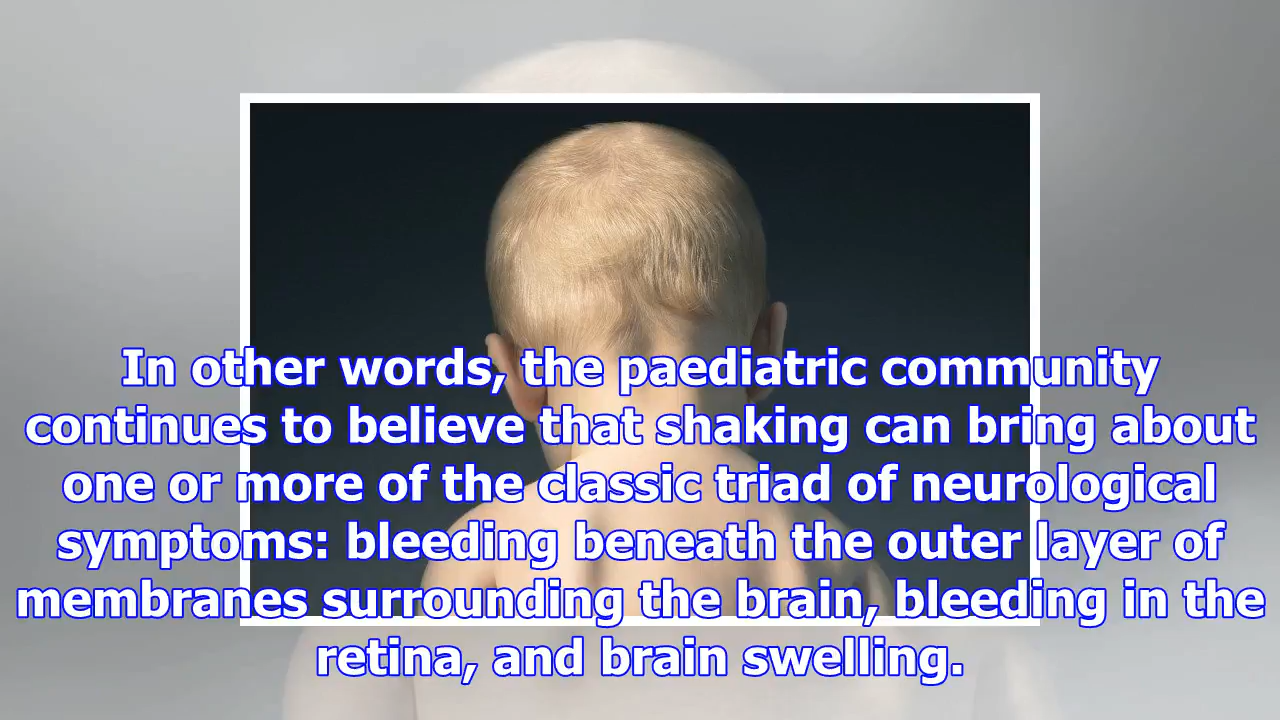 In other words, the paediatric community
continues to believe that shaking can bring about
one or more of the classic triad of neurological
symptoms: bleeding beneath the outer layer of
membranes surrounding the brain, bleeding in the
retina, and brain swelling.